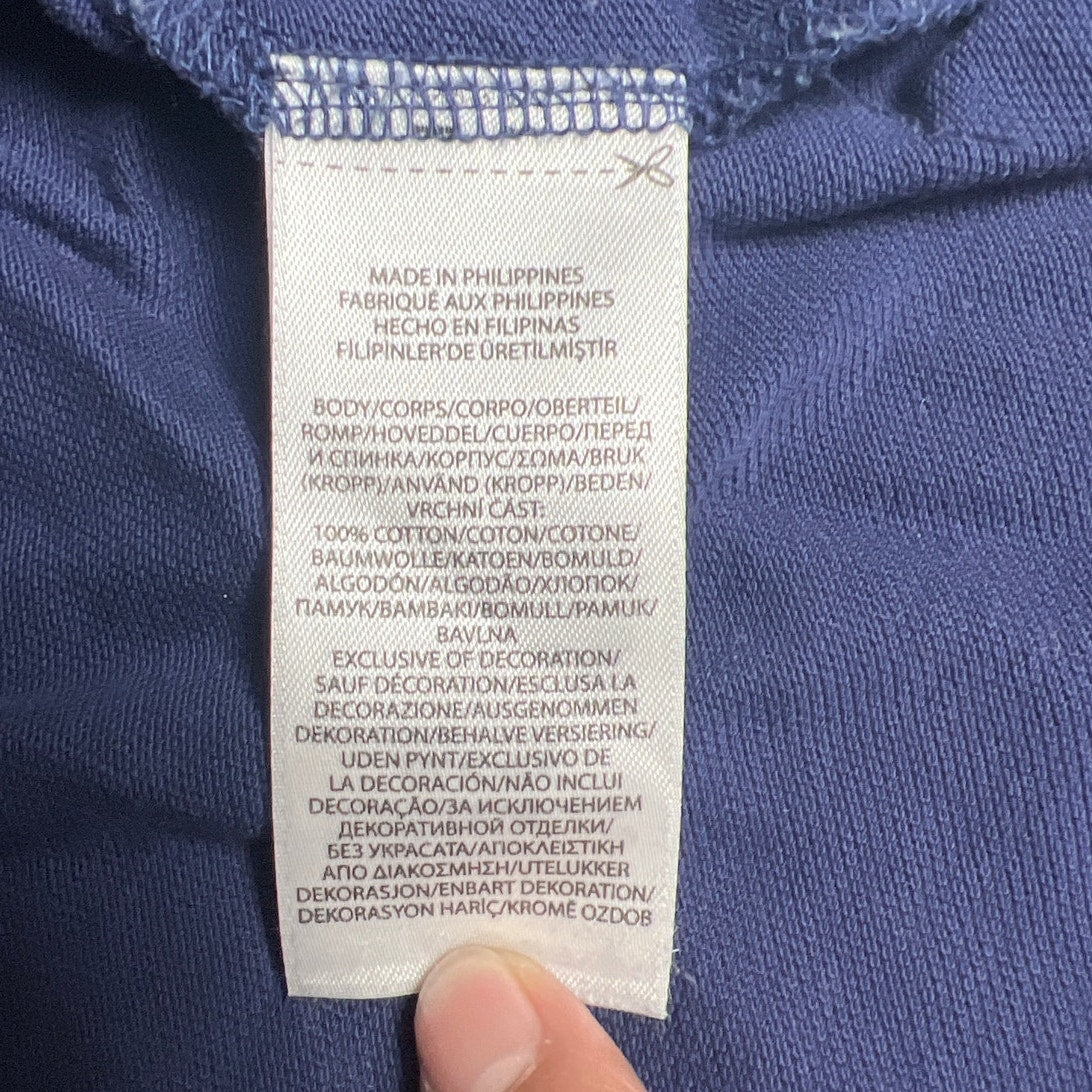 MADE IN PHILIPPINES
FABRIQUÉ AUX PHILIPPINES
HECHO EN FILIPINAS
FİLİPİNLER'DE ÜRETİLMİŞTİR
BODY/CORPS/CORPO/OBERTEIL/
ROMP/HOVEDDEL/CUERPO/ПЕРЕД
И СПИНКА/КОРПУС/ΣΩΜΑ/BRUK
(KROPP)/ANVÄND (KROPP)/BEDEN/
VRCHNÍ ČÁST:
100% COTTON/COTON/COTONE/
BAUMWOLLE/KATOEN/BOMULD/
ALGODÓN/ALGODÃO/ХЛОПОК/
ПАМУК/ΒΑΜΒΑΚΙ/BOMULL/PAMUK/
BAVLNA
EXCLUSIVE OF DECORATION/
SAUF DÉCORATION/ESCLUSA LA
DECORAZIONE/AUSGENOMMEN
DEKORATION/BEHALVE VERSIERING/
UDEN PYNT/EXCLUSIVO DE
LA DECORACIÓN/NÃO INCLUI
DECORAÇÃO/ЗА ИСКЛЮЧЕНИЕМ
ДЕКОРАТИВНОЙ ОТДЕЛКИ/
БЕЗ УКРАСАТА/ΑΠΟΚΛΕΙΣΤΙΚΗ
ΑΠΟ ΔΙΑΚΟΣΜΗΣΗ/UTELUKKER
DEKORASJON/ENBART DEKORATION/
DEKORASYON HARİÇ/KROMĚ OZDOB